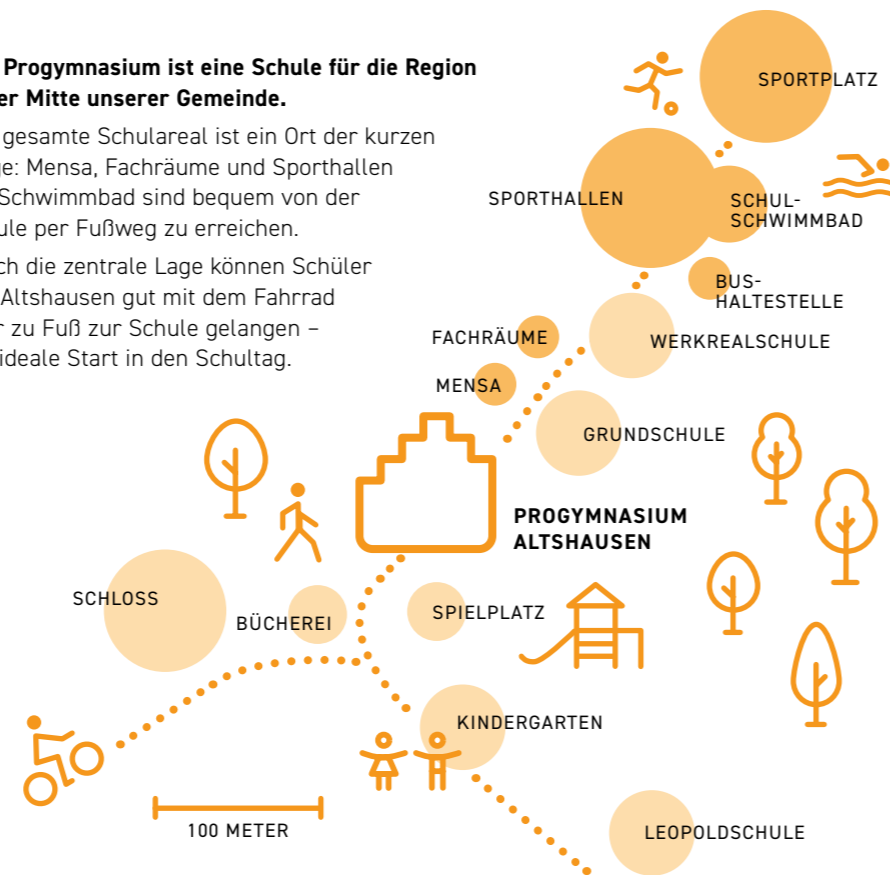 Progymnasium ist eine Schule für die Region
er Mitte unserer Gemeinde.
gesamte Schulareal ist ein Ort der kurzen
ge: Mensa, Fachräume und Sporthallen
Schwimmbad sind bequem von der
ule per Fußweg zu erreichen.
ch die zentrale Lage können Schüler
Altshausen gut mit dem Fahrrad
r zu Fuß zur Schule gelangen –
ideale Start in den Schultag.
SPORTPLATZ
SPORTHALLEN
SCHUL-
SCHWIMMBAD
BUS-
HALTESTELLE
FACHRÄUME
WERKREALSCHULE
MENSA
GRUNDSCHULE
PROGYMNASIUM
ALTSHAUSEN
SCHLOSS
BÜCHEREI
SPIELPLATZ
KINDERGARTEN
100 METER
LEOPOLDSCHULE